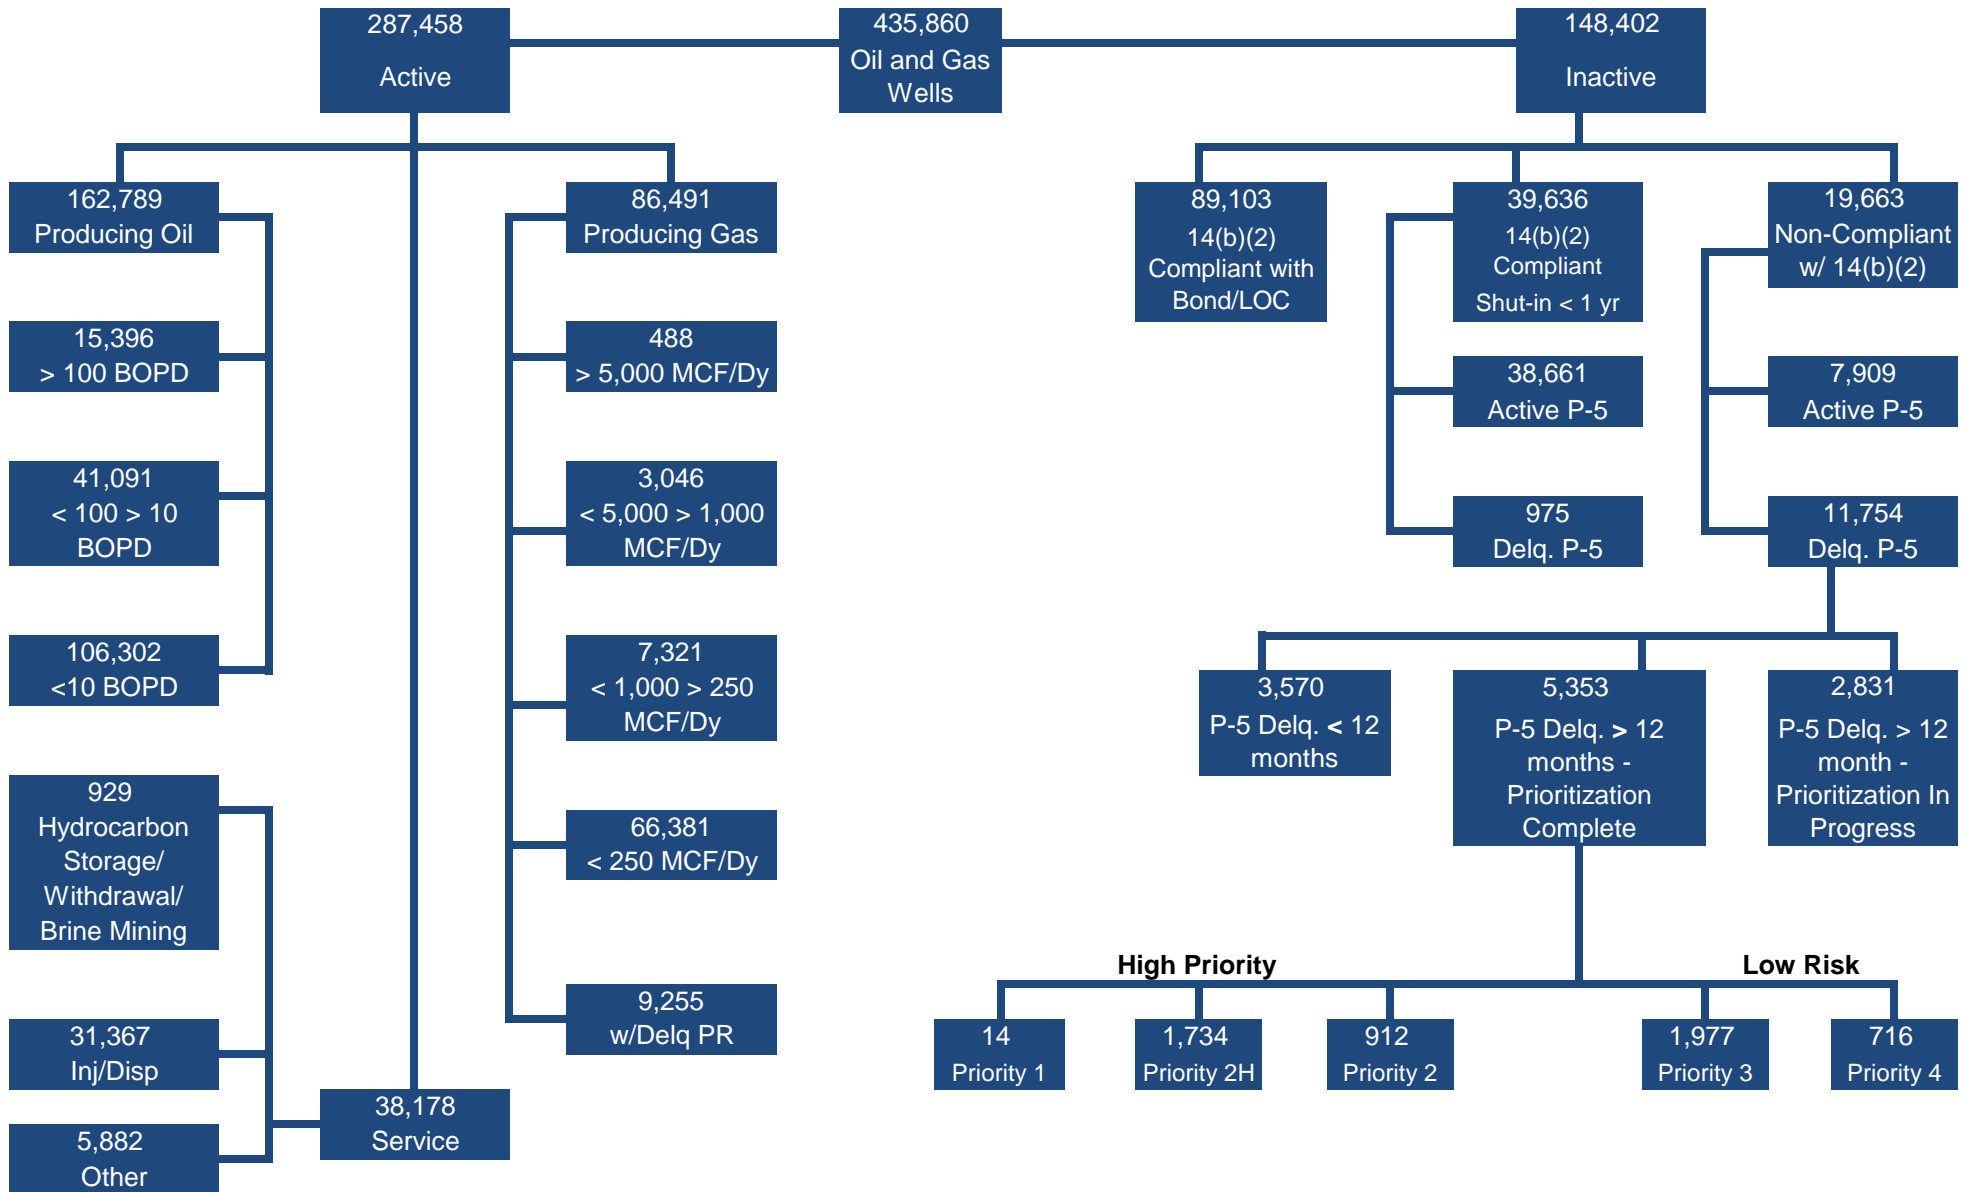 287,458
Active
435,860
Oil and Gas
Wells
148,402
Inactive
162,789
Producing Oil
15,396
> 100 BOPD
41,091
< 100 > 10
BOPD
106,302
<10 BOPD
929
Hydrocarbon
Storage/
Withdrawal/
Brine Mining
31,367
Inj/Disp
5,882
Other
38,178
Service
86,491
Producing Gas
488
> 5,000 MCF/Dy
3,046
< 5,000 > 1,000
MCF/Dy
7,321
< 1,000 > 250
MCF/Dy
66,381
< 250 MCF/Dy
9,255
w/Delq PR
89,103
14(b)(2)
Compliant with
Bond/LOC
39,636
14(b)(2)
Compliant
Shut-in < 1 yr
38,661
Active P-5
975
Delq. P-5
19,663
Non-Compliant
w/ 14(b)(2)
7,909
Active P-5
11,754
Delq. P-5
3,570
P-5 Delq. < 12
months
5,353
P-5 Delq. > 12
months -
Prioritization
Complete
2,831
P-5 Delq. > 12
month -
Prioritization In
Progress
High Priority
Low Risk
14
Priority 1
1,734
Priority 2H
912
Priority 2
1,977
Priority 3
716
Priority 4